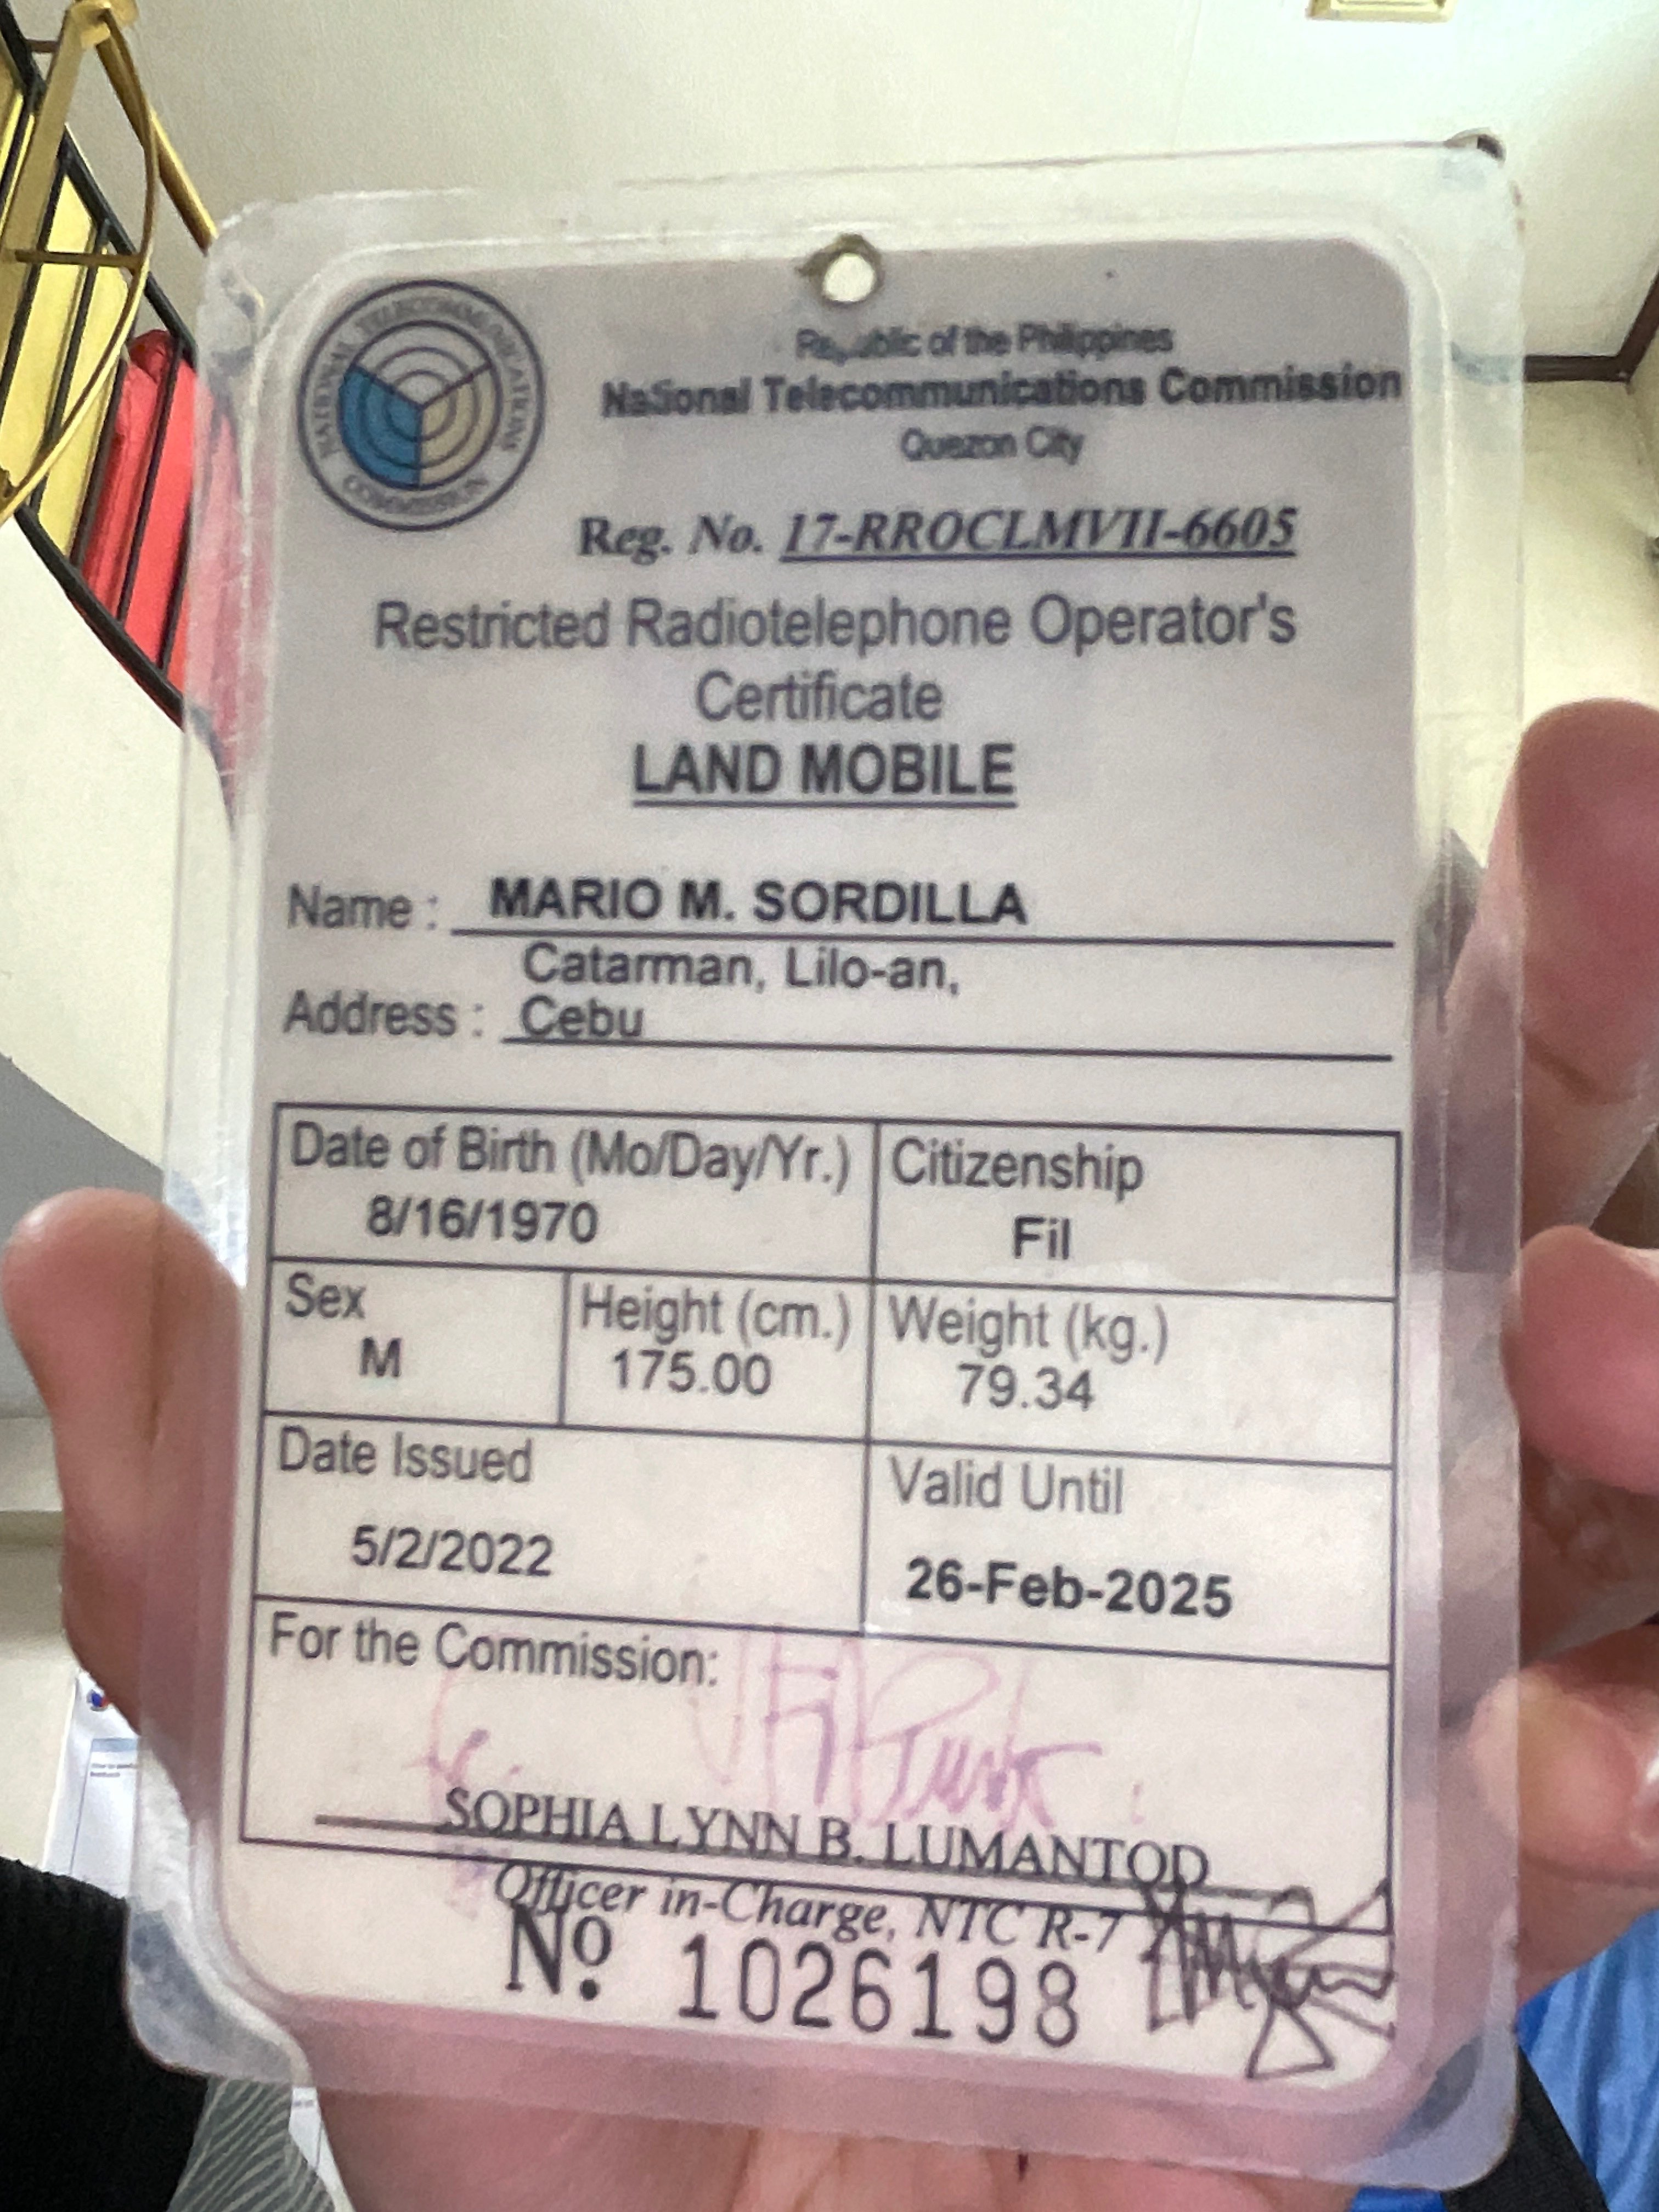 NATIONAL TELECOMMUNICATIONS COMMISSION
Republic of the Philippines
National Telecommunications Commission
Quezon City
Reg. No. 17-RROCLMVII-6605
Restricted Radiotelephone Operator's
Certificate
LAND MOBILE
Name : MARIO M. SORDILLA
Catarman, Lilo-an,
Address : Cebu
Date of Birth (Mo/Day/Yr.) Citizenship
8/16/1970 Fil
Sex Height (cm.) Weight (kg.)
M 175.00 79.34
Date Issued Valid Until
5/2/2022 26-Feb-2025
For the Commission:
SOPHIA LYNN B. LUMANTOD
Officer in-Charge, NTC R-7
Nº 1026198